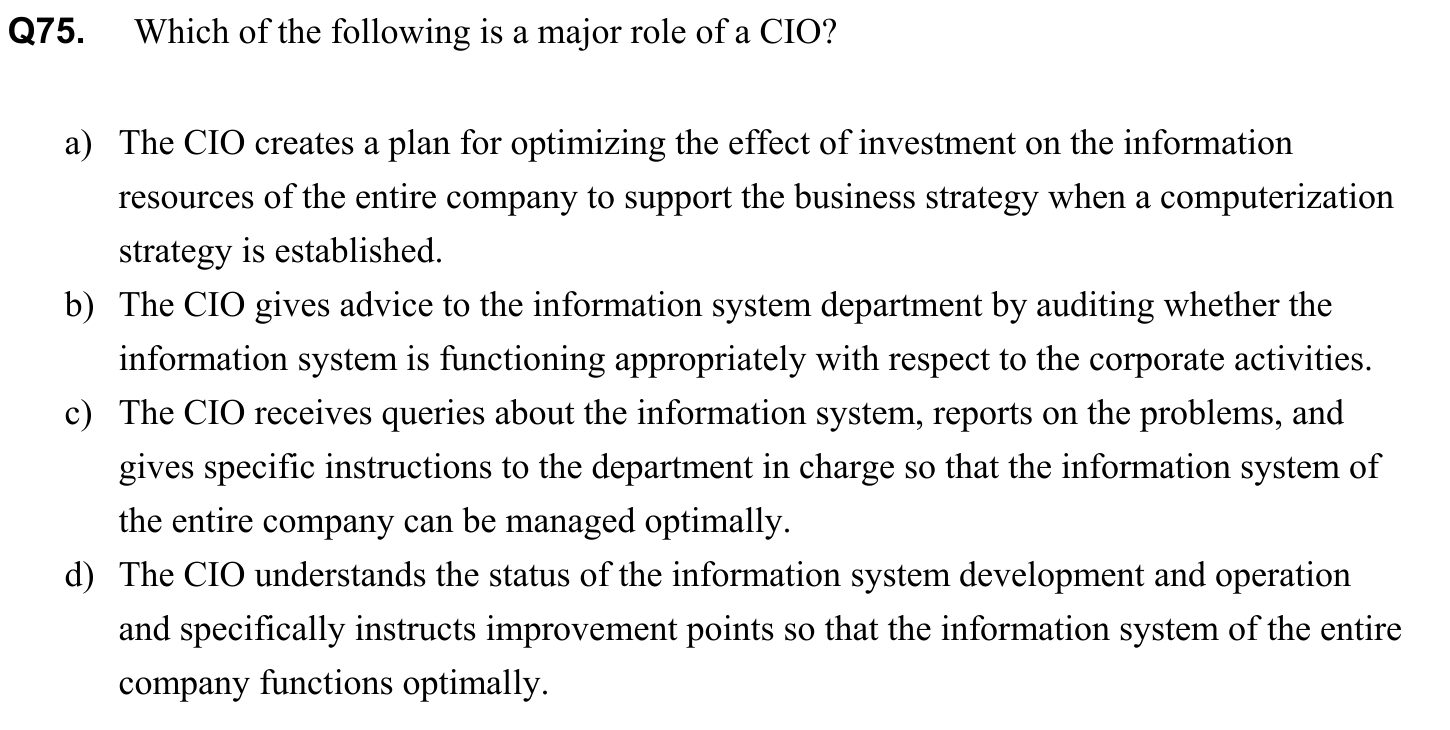 Q75. Which of the following is a major role of a CIO?
a) The CIO creates a plan for optimizing the effect of investment on the information
resources of the entire company to support the business strategy when a computerization
strategy is established.
b) The CIO gives advice to the information system department by auditing whether the
information system is functioning appropriately with respect to the corporate activities.
c) The CIO receives queries about the information system, reports on the problems, and
gives specific instructions to the department in charge so that the information system of
the entire company can be managed optimally.
d) The CIO understands the status of the information system development and operation
and specifically instructs improvement points so that the information system of the entire
company functions optimally.